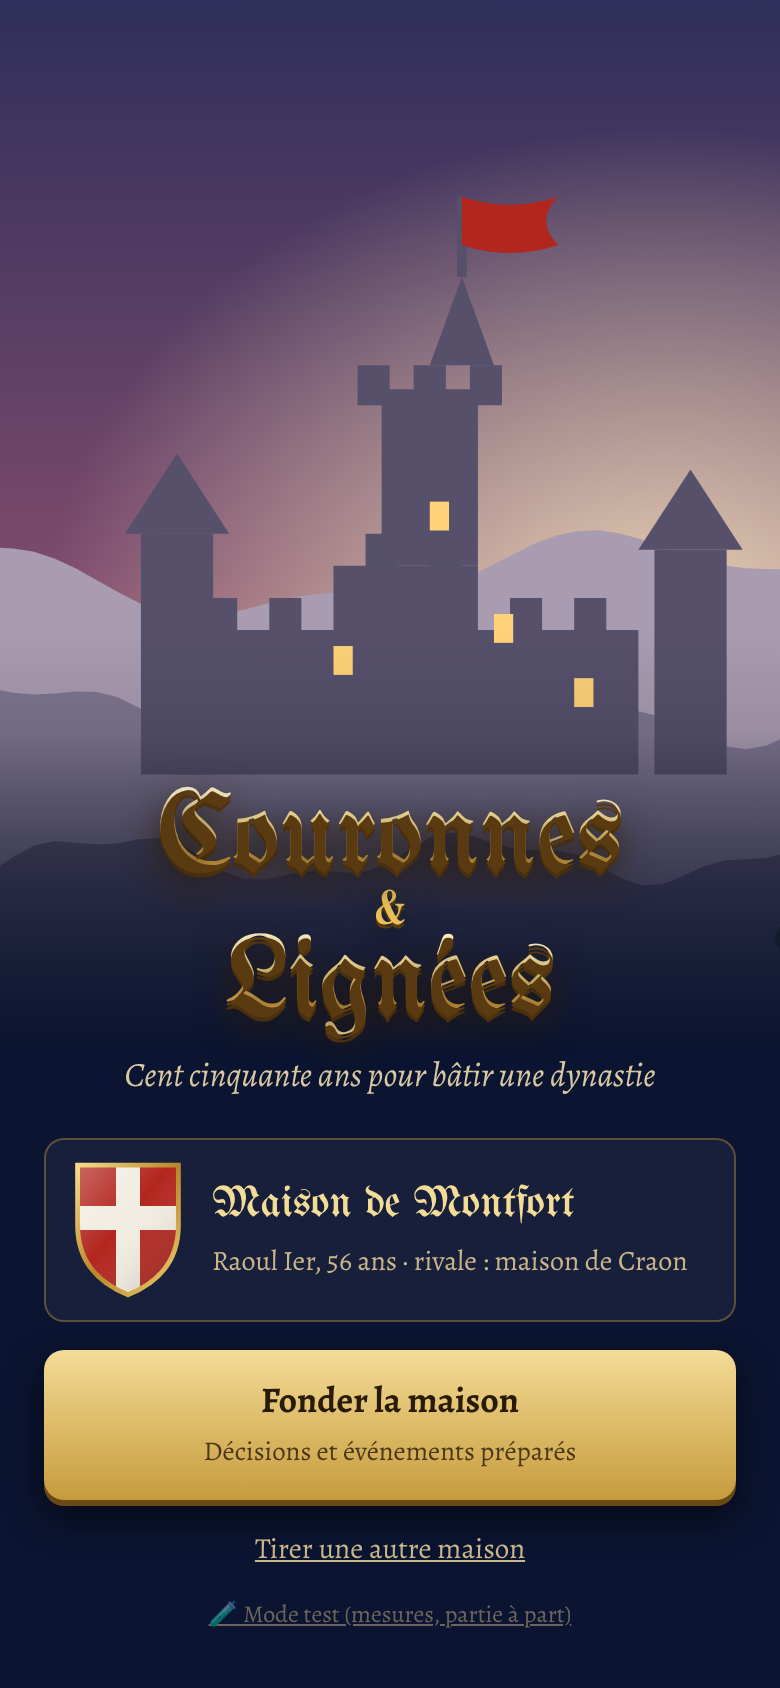 Couronnes
&
Lignées
Cent cinquante ans pour bâtir une dynastie
Maison de Montfort
Raoul Ier, 56 ans · rivale : maison de Craon
Fonder la maison
Décisions et événements préparés
Tirer une autre maison
Mode test (mesures, partie à part)